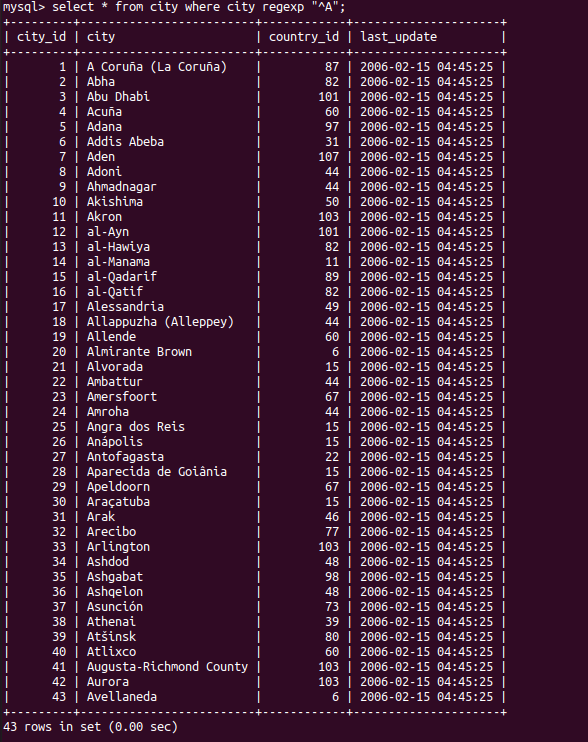 mysql> select * from city where city regexp "^A";
+---------+------------------------+------------+---------------------+
| city_id | city                   | country_id | last_update         |
+---------+------------------------+------------+---------------------+
|       1 | A Coruña (La Coruña)   |         87 | 2006-02-15 04:45:25 |
|       2 | Abha                   |         82 | 2006-02-15 04:45:25 |
|       3 | Abu Dhabi              |        101 | 2006-02-15 04:45:25 |
|       4 | Acuña                  |         60 | 2006-02-15 04:45:25 |
|       5 | Adana                  |         97 | 2006-02-15 04:45:25 |
|       6 | Addis Abeba            |         31 | 2006-02-15 04:45:25 |
|       7 | Aden                   |        107 | 2006-02-15 04:45:25 |
|       8 | Adoni                  |         44 | 2006-02-15 04:45:25 |
|       9 | Ahmadnagar             |         44 | 2006-02-15 04:45:25 |
|      10 | Akishima               |         50 | 2006-02-15 04:45:25 |
|      11 | Akron                  |        103 | 2006-02-15 04:45:25 |
|      12 | al-Ayn                 |        101 | 2006-02-15 04:45:25 |
|      13 | al-Hawiya              |         82 | 2006-02-15 04:45:25 |
|      14 | al-Manama              |         11 | 2006-02-15 04:45:25 |
|      15 | al-Qadarif             |         89 | 2006-02-15 04:45:25 |
|      16 | al-Qatif               |         82 | 2006-02-15 04:45:25 |
|      17 | Alessandria            |         49 | 2006-02-15 04:45:25 |
|      18 | Allappuzha (Alleppey)  |         44 | 2006-02-15 04:45:25 |
|      19 | Allende                |         60 | 2006-02-15 04:45:25 |
|      20 | Almirante Brown        |          6 | 2006-02-15 04:45:25 |
|      21 | Alvorada               |         15 | 2006-02-15 04:45:25 |
|      22 | Ambattur               |         44 | 2006-02-15 04:45:25 |
|      23 | Amersfoort             |         67 | 2006-02-15 04:45:25 |
|      24 | Amroha                 |         44 | 2006-02-15 04:45:25 |
|      25 | Angra dos Reis         |         15 | 2006-02-15 04:45:25 |
|      26 | Anápolis               |         15 | 2006-02-15 04:45:25 |
|      27 | Antofagasta            |         22 | 2006-02-15 04:45:25 |
|      28 | Aparecida de Goiânia   |         15 | 2006-02-15 04:45:25 |
|      29 | Apeldoorn              |         67 | 2006-02-15 04:45:25 |
|      30 | Araçatuba              |         15 | 2006-02-15 04:45:25 |
|      31 | Arak                   |         46 | 2006-02-15 04:45:25 |
|      32 | Arecibo                |         77 | 2006-02-15 04:45:25 |
|      33 | Arlington              |        103 | 2006-02-15 04:45:25 |
|      34 | Ashdod                 |         48 | 2006-02-15 04:45:25 |
|      35 | Ashgabat               |         98 | 2006-02-15 04:45:25 |
|      36 | Ashqelon               |         48 | 2006-02-15 04:45:25 |
|      37 | Asunción               |         73 | 2006-02-15 04:45:25 |
|      38 | Athenai                |         39 | 2006-02-15 04:45:25 |
|      39 | Atšinsk                |         80 | 2006-02-15 04:45:25 |
|      40 | Atlixco                |         60 | 2006-02-15 04:45:25 |
|      41 | Augusta-Richmond County |        103 | 2006-02-15 04:45:25 |
|      42 | Aurora                 |        103 | 2006-02-15 04:45:25 |
|      43 | Avellaneda             |          6 | 2006-02-15 04:45:25 |
+---------+------------------------+------------+---------------------+
43 rows in set (0.00 sec)